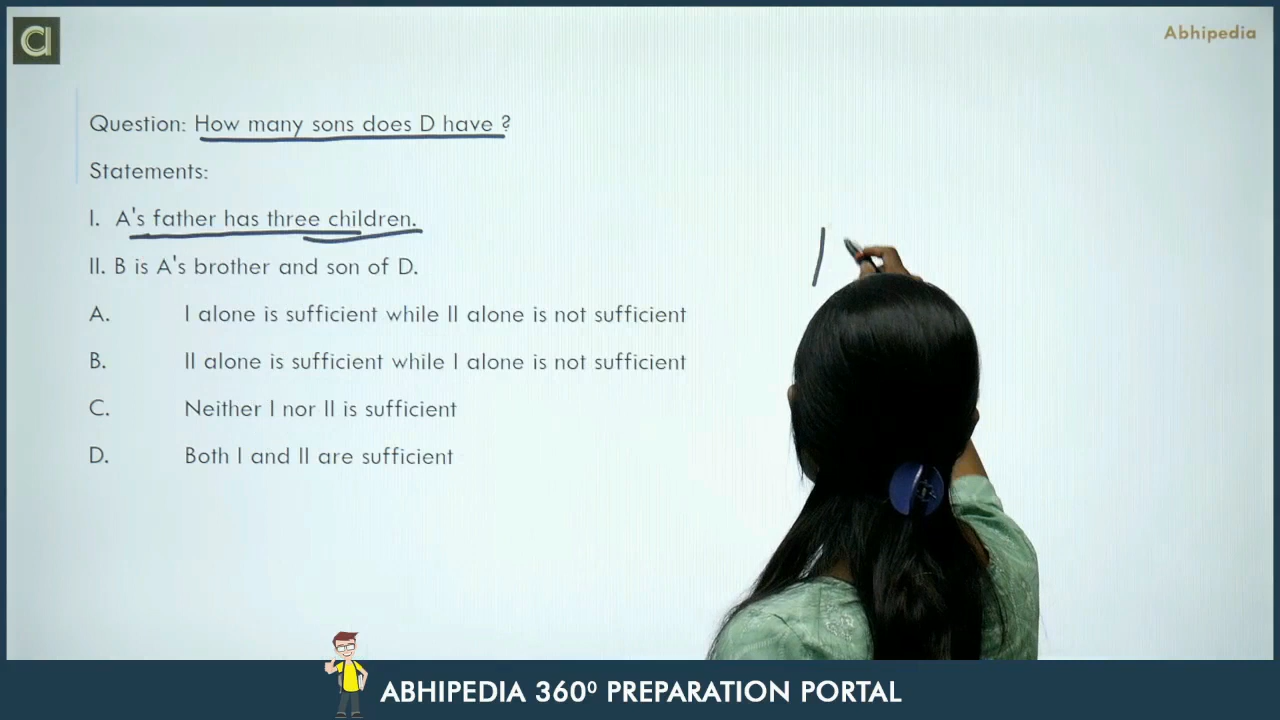 Abhipedia
Question: How many sons does D have ?
Statements:
I. A's father has three children.
II. B is A's brother and son of D.
A. I alone is sufficient while II alone is not sufficient
B. II alone is sufficient while I alone is not sufficient
C. Neither I nor II is sufficient
D. Both I and II are sufficient
ABHIPEDIA 360⁰ PREPARATION PORTAL